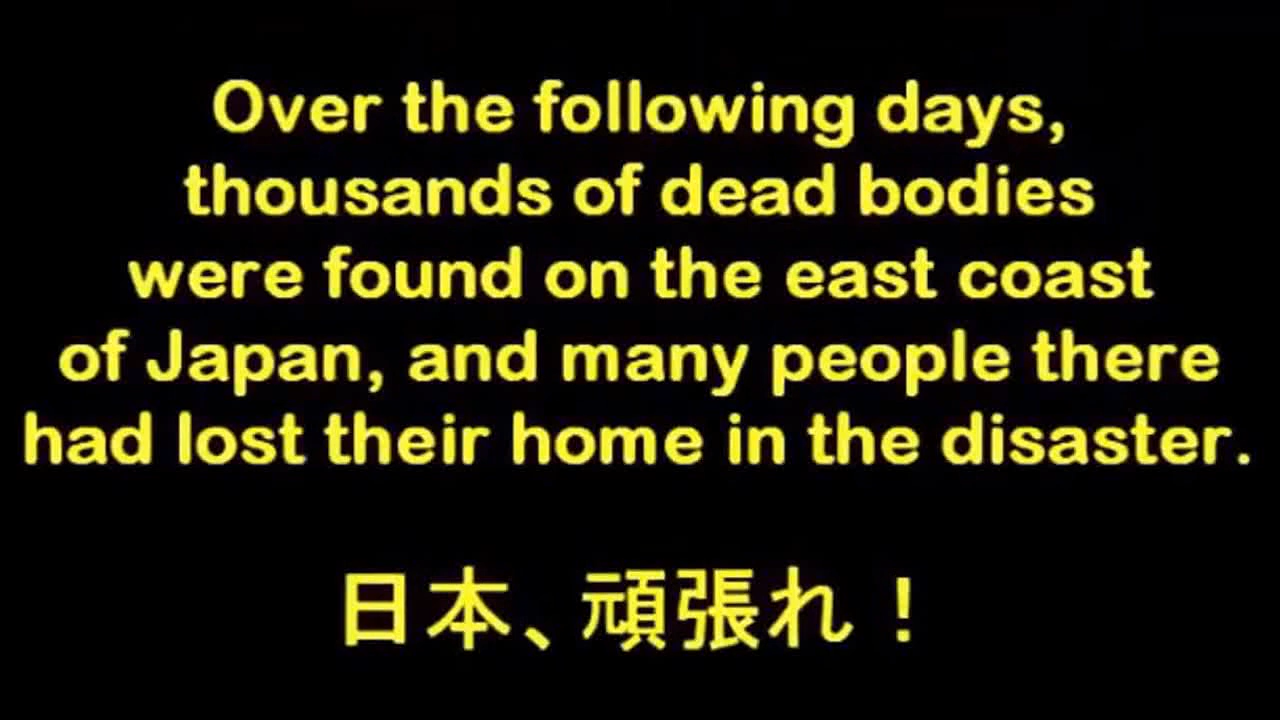 Over the following days,
thousands of dead bodies
were found on the east coast
of Japan, and many people there
had lost their home in the disaster.
日本、頑張れ！